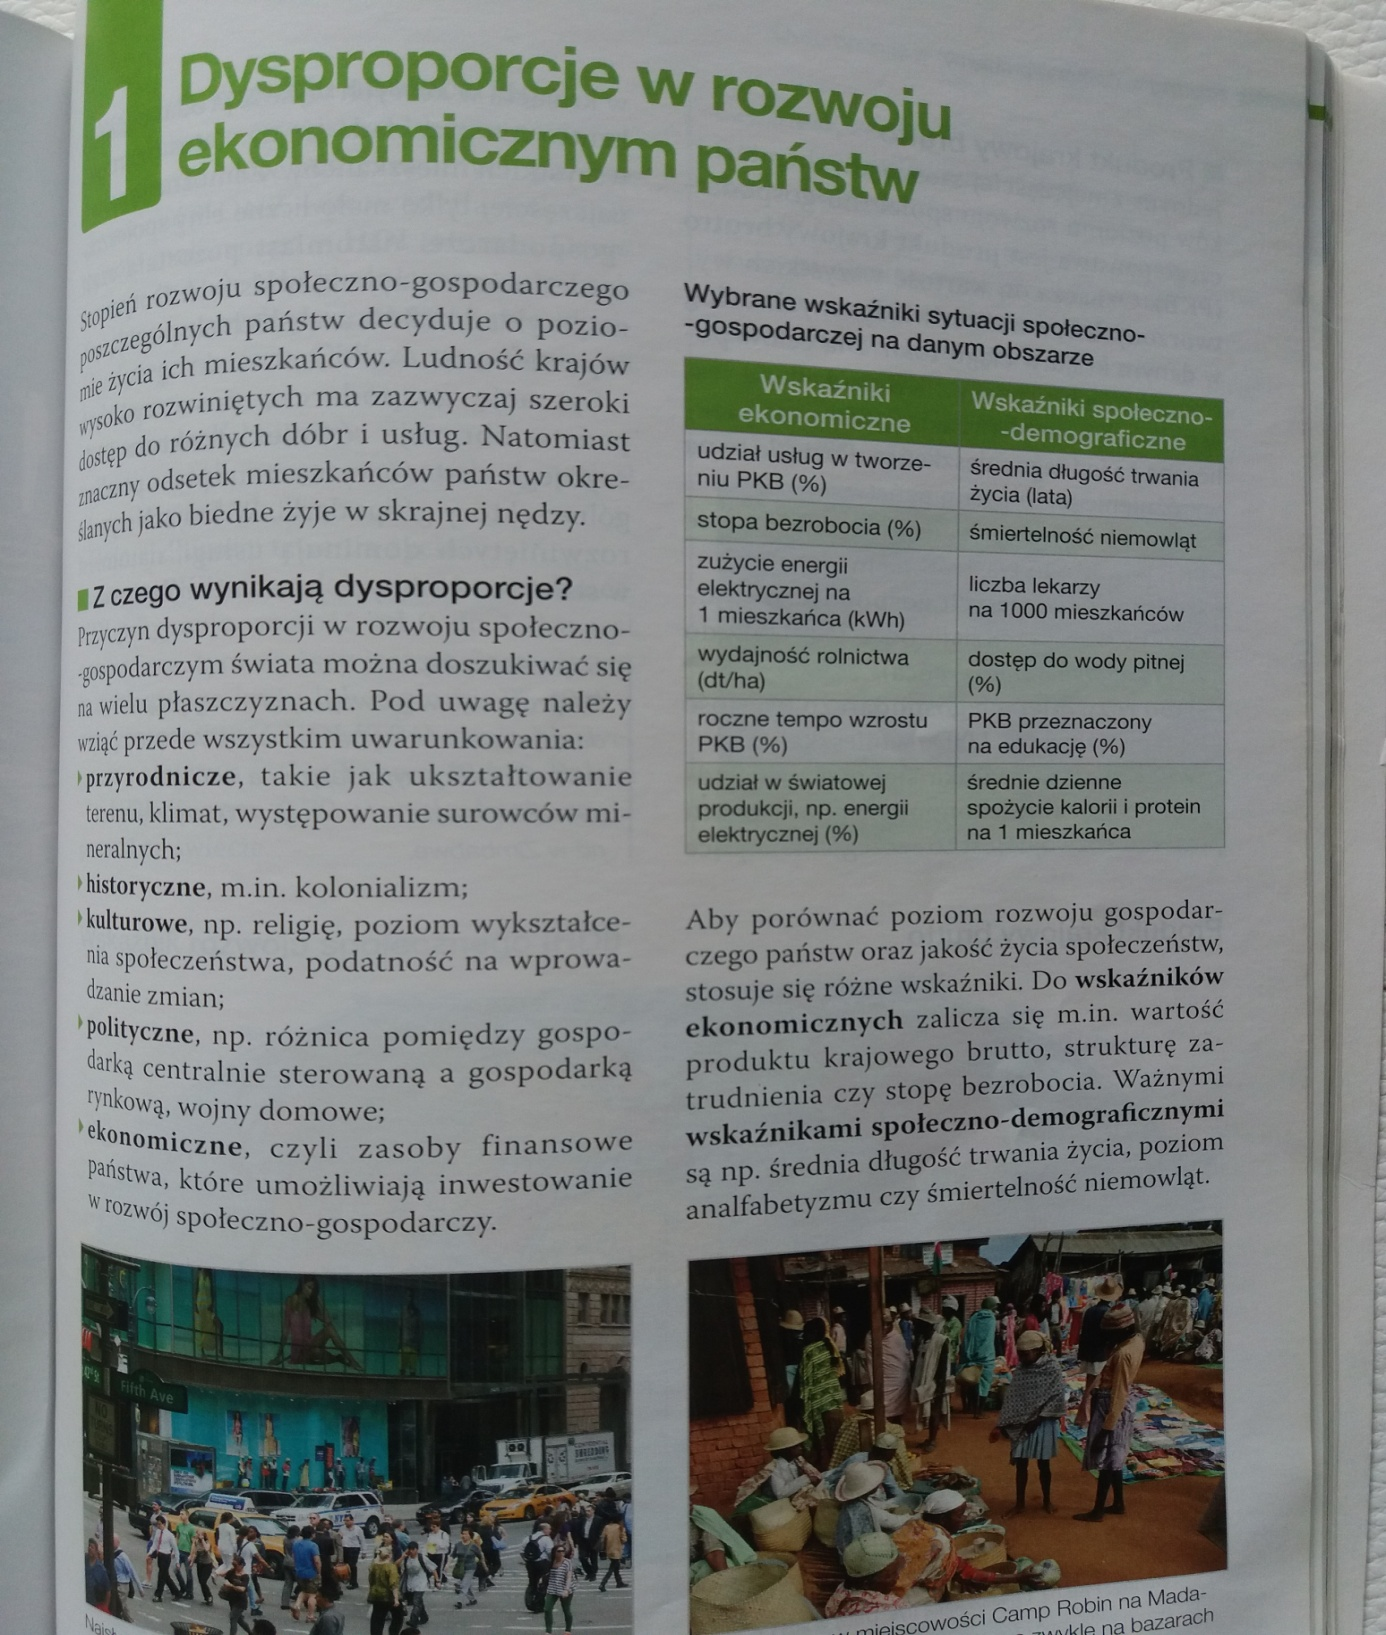 1
Dysproporcje w rozwoju
ekonomicznym państw
Stopień rozwoju społeczno-gospodarczego
poszczególnych państw decyduje o pozio-
mie życia ich mieszkańców. Ludność krajów
wysoko rozwiniętych ma zazwyczaj szeroki
dostęp do różnych dóbr i usług. Natomiast
znaczny odsetek mieszkańców państw okre-
ślanych jako biedne żyje w skrajnej nędzy.
Z czego wynikają dysproporcje?
Przyczyn dysproporcji w rozwoju społeczno-
-gospodarczym świata można doszukiwać się
na wielu płaszczyznach. Pod uwagę należy
wziąć przede wszystkim uwarunkowania:
przyrodnicze, takie jak ukształtowanie
terenu, klimat, występowanie surowców mi-
neralnych;
historyczne, m.in. kolonializm;
kulturowe, np. religię, poziom wykształce-
nia społeczeństwa, podatność na wprowa-
dzanie zmian;
polityczne, np. różnica pomiędzy gospo-
darką centralnie sterowaną a gospodarką
rynkową, wojny domowe;
ekonomiczne, czyli zasoby finansowe
państwa, które umożliwiają inwestowanie
w rozwój społeczno-gospodarczy.
Fifth Ave
Wybrane wskaźniki sytuacji społeczno-
-gospodarczej na danym obszarze
Wskaźniki
ekonomiczne
Wskaźniki społeczno-
-demograficzne
udział usług w tworze-
niu PKB (%)
średnia długość trwania
życia (lata)
stopa bezrobocia (%)
śmiertelność niemowląt
zużycie energii
elektrycznej na
1 mieszkańca (kWh)
liczba lekarzy
na 1000 mieszkańców
wydajność rolnictwa
(dt/ha)
dostęp do wody pitnej
(%)
roczne tempo wzrostu
PKB (%)
PKB przeznaczony
na edukację (%)
udział w światowej
produkcji, np. energii
elektrycznej (%)
średnie dzienne
spożycie kalorii i protein
na 1 mieszkańca
Aby porównać poziom rozwoju gospodar-
czego państw oraz jakość życia społeczeństw,
stosuje się różne wskaźniki. Do wskaźników
ekonomicznych zalicza się m.in. wartość
produktu krajowego brutto, strukturę za-
trudnienia czy stopę bezrobocia. Ważnymi
wskaźnikami społeczno-demograficznymi
są np. średnia długość trwania życia, poziom
analfabetyzmu czy śmiertelność niemowląt.
w miejscowości Camp Robin na Mada-
zwykle na bazarach